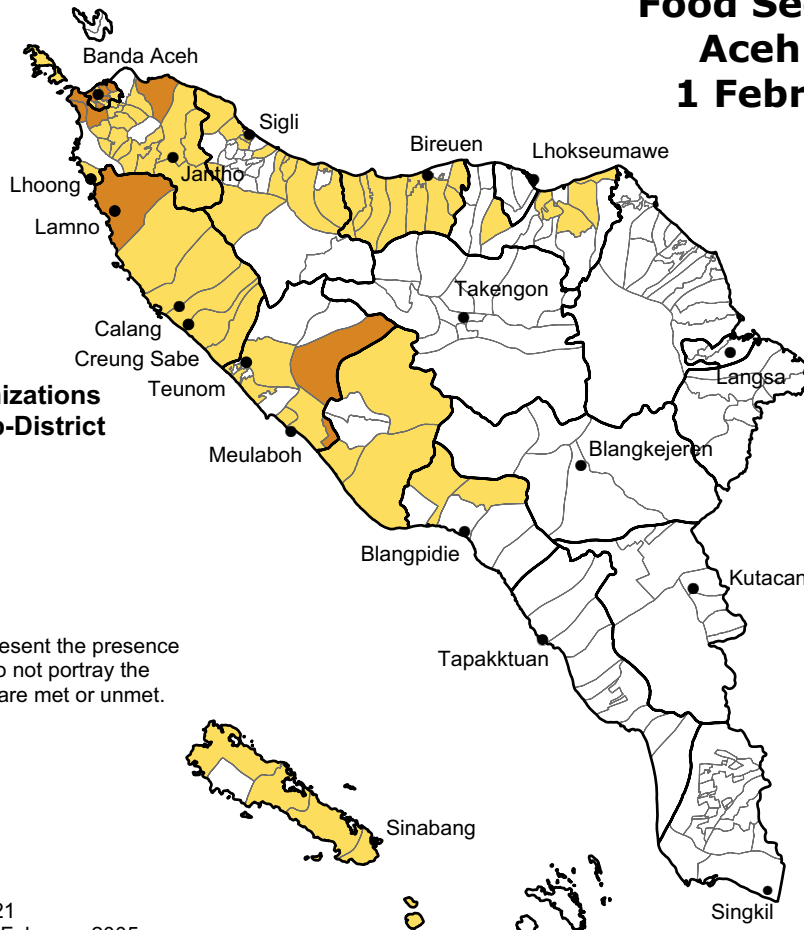 Food Se
Aceh
1 Febr
Banda Aceh
Sigli
Bireuen
Lhokseumawe
Jantho
Lhoong
Lamno
Takengon
Calang
Creung Sabe
Teunom
Langsa
nizations
o-District
Meulaboh
Blangkejeren
Blangpidie
Kutacan
esent the presence
o not portray the
are met or unmet.
Tapakktuan
Sinabang
21
Singkil
2005